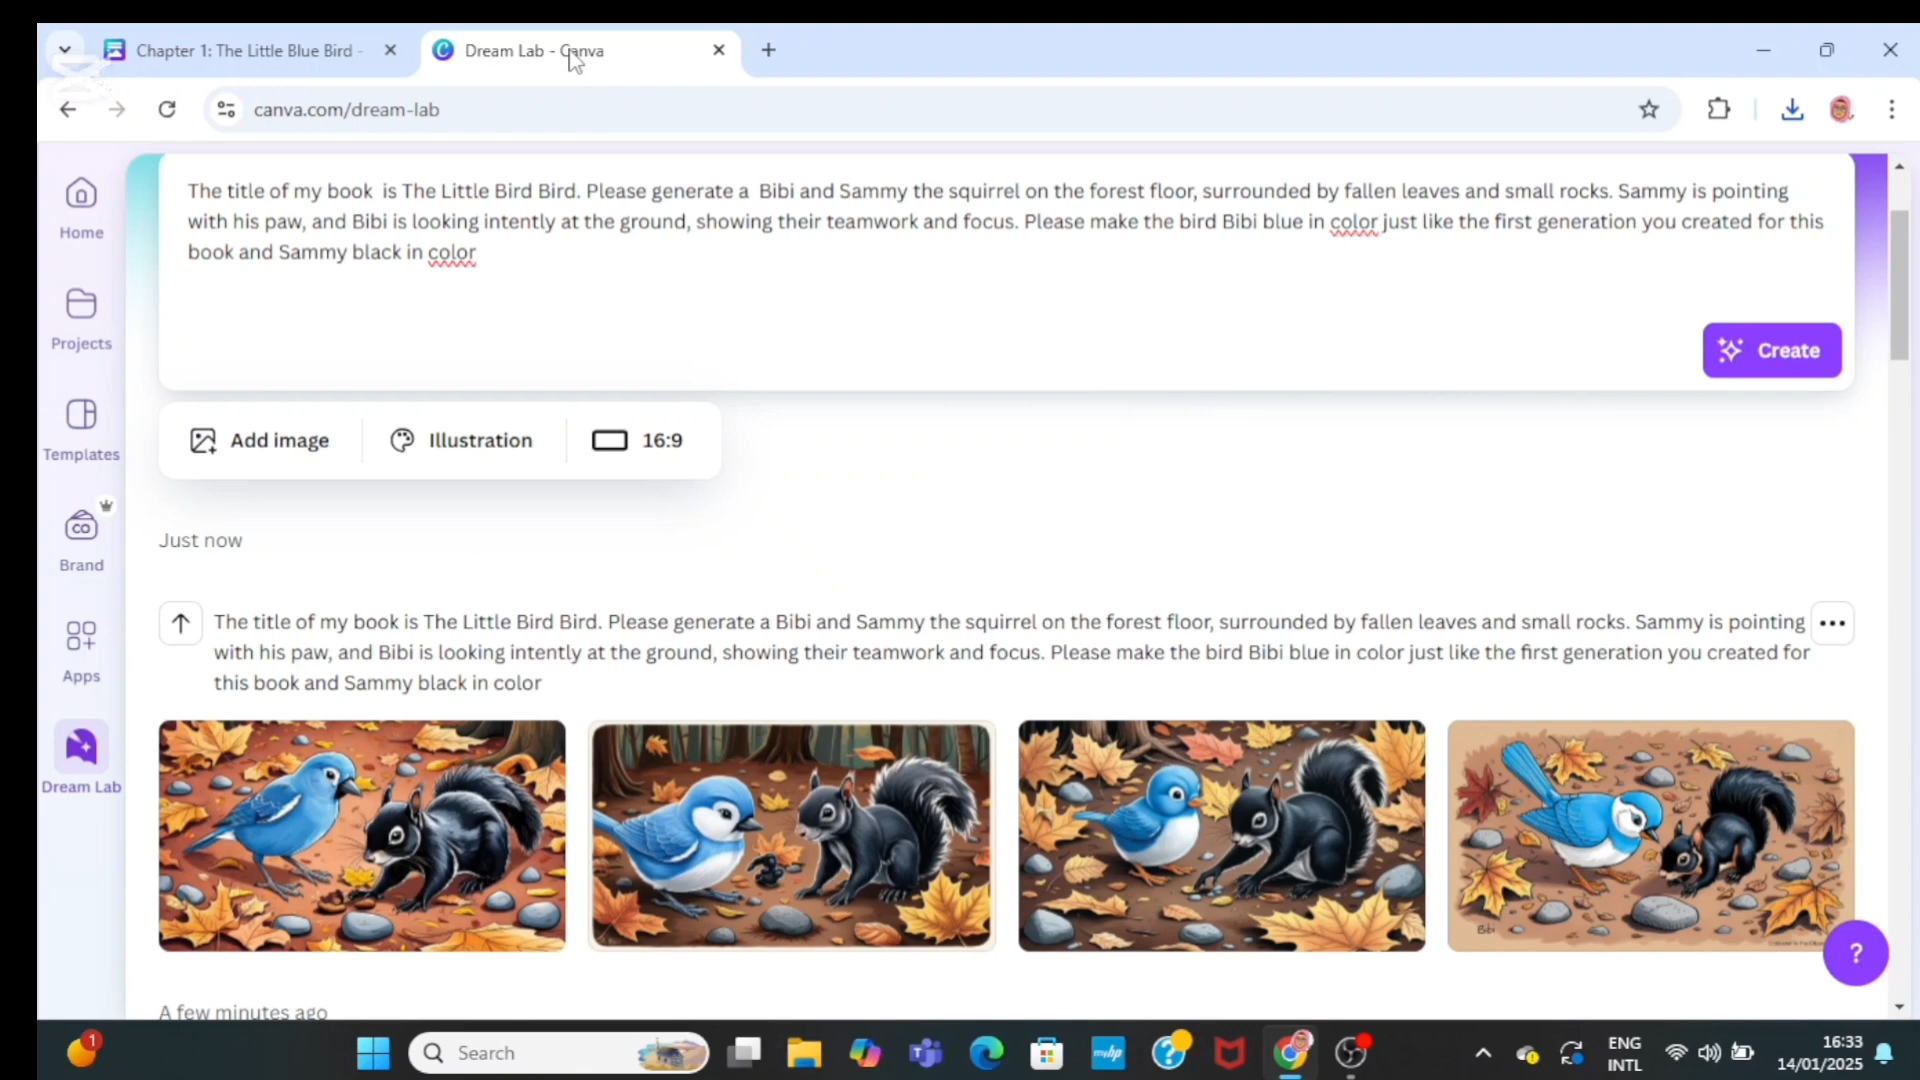 Chapter 1: The Little Blue Bird -
Dream Lab - Canva
canva.com/dream-lab
Home
Projects
Templates
CO
Brand
Apps
Dream Lab
The title of my book  is The Little Bird Bird. Please generate a  Bibi and Sammy the squirrel on the forest floor, surrounded by fallen leaves and small rocks. Sammy is pointing
with his paw, and Bibi is looking intently at the ground, showing their teamwork and focus. Please make the bird Bibi blue in color just like the first generation you created for this
book and Sammy black in color
Create
Add image
Illustration
16:9
Just now
The title of my book is The Little Bird Bird. Please generate a Bibi and Sammy the squirrel on the forest floor, surrounded by fallen leaves and small rocks. Sammy is pointing
with his paw, and Bibi is looking intently at the ground, showing their teamwork and focus. Please make the bird Bibi blue in color just like the first generation you created for
this book and Sammy black in color
Bibi
?
A few minutes ago
1
Search
myhp
ENG
INTL
16:33
14/01/2025